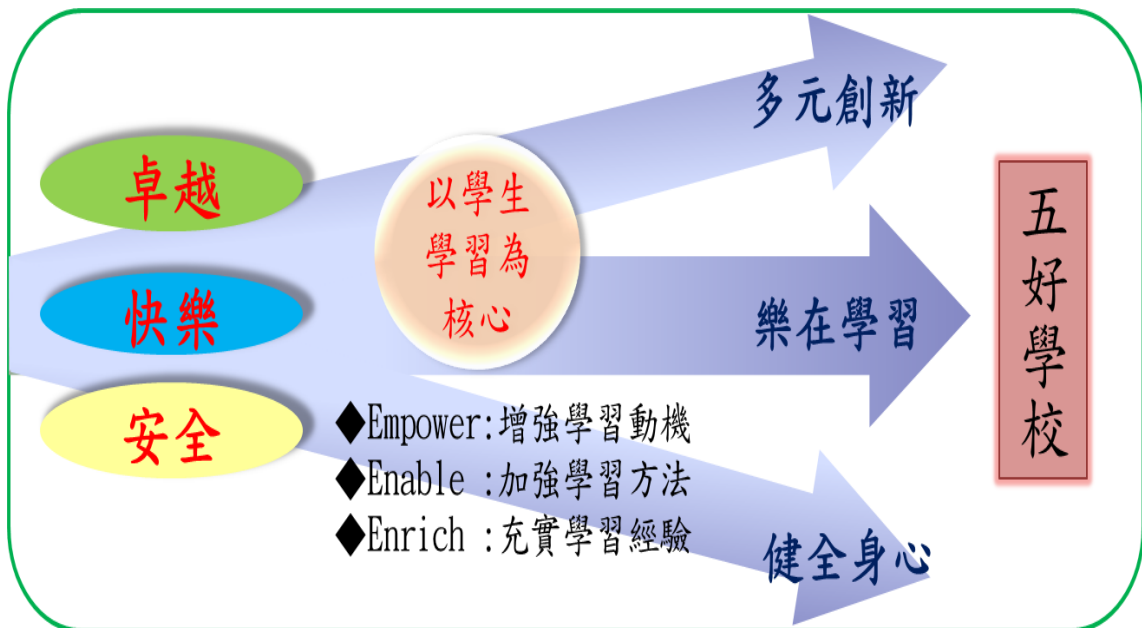 卓越
快樂
安全
以學生
學習為
核心
◆Empower:增強學習動機
◆Enable :加強學習方法
◆Enrich :充實學習經驗
多元創新
樂在學習
健全身心
五好學校